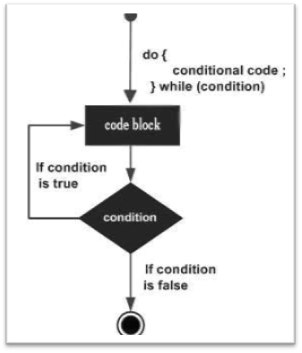 do {
conditional code ;
} while (condition)
code block
If condition
is true
condition
If condition
is false